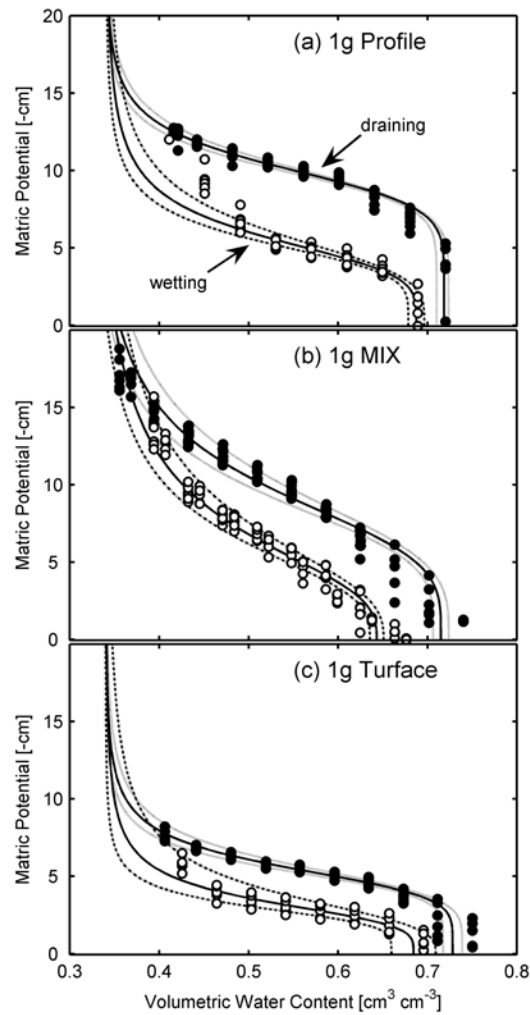 20
(a) 1g Profile
15
draining
10
5
wetting
0
Matric Potential [-cm]
(b) 1g MIX
15
10
5
0
Matric Potential [-cm]
(c) 1g Turface
15
10
5
0
Matric Potential [-cm]
0.3 0.4 0.5 0.6 0.7 0.8
Volumetric Water Content [cm³ cm⁻³]